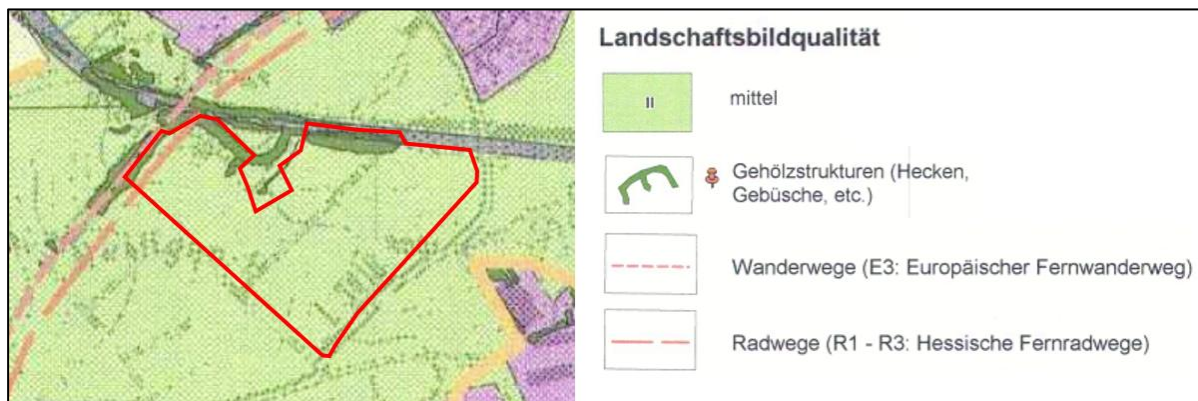 Landschaftsbildqualität
II
mittel
Gehölzstrukturen (Hecken,
Gebüsche, etc.)
Wanderwege (E3: Europäischer Fernwanderweg)
Radwege (R1 - R3: Hessische Fernradwege)